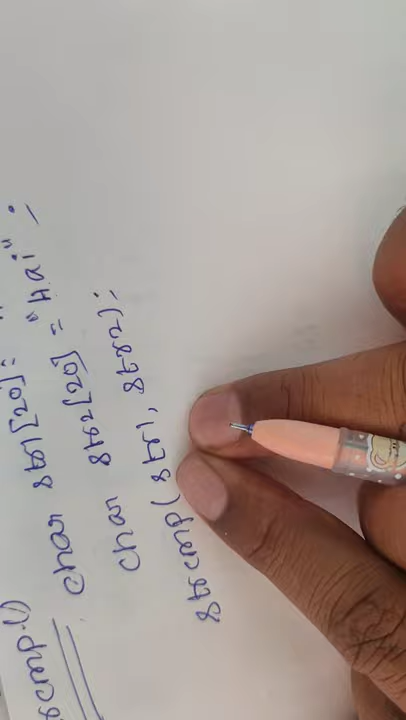 strcmp()
char str1[20]= "
char str2[20]= "Hai";
strcmp(str1, str2);